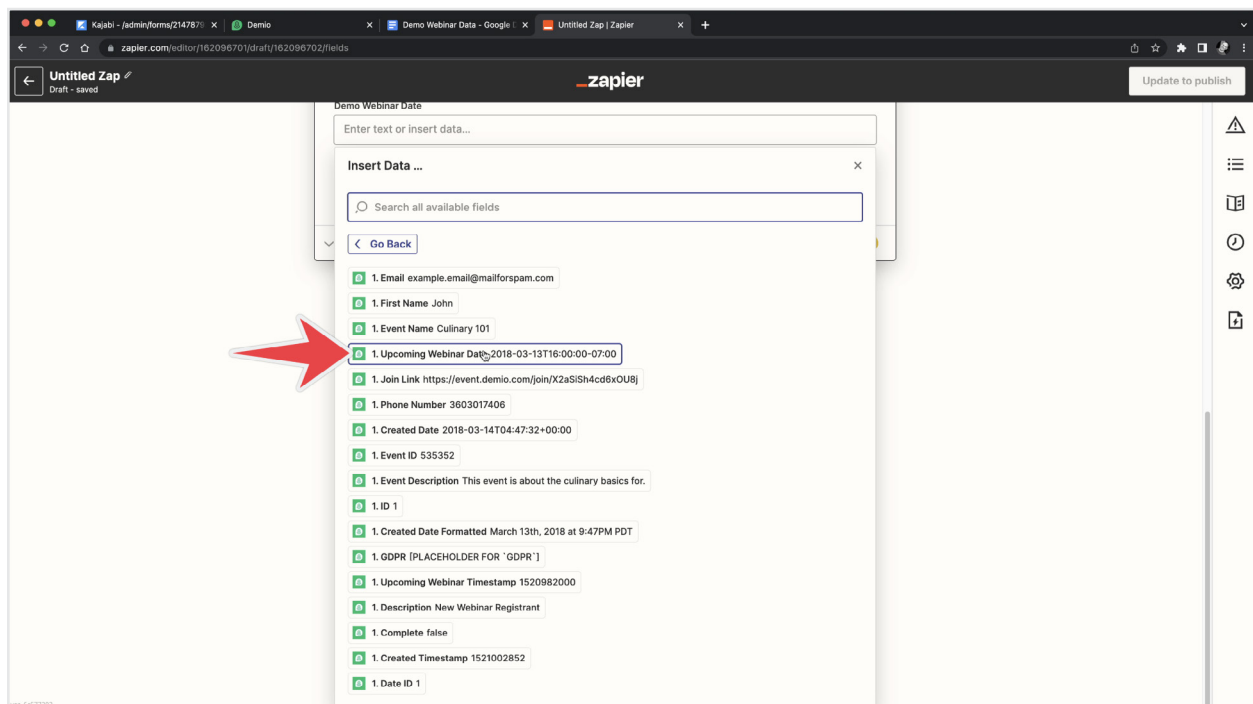 Kajabi - /admin/forms/2147879
Demio
Demo Webinar Data - Google
Untitled Zap | Zapier
zapier.com/editor/162096701/draft/162096702/fields
Untitled Zap
Draft - saved
_zapier
Update to publish
Demo Webinar Date
Enter text or insert data...
Insert Data ...
Search all available fields
Go Back
1. Email example.email@mailforspam.com
1. First Name John
1. Event Name Culinary 101
1. Upcoming Webinar Date 2018-03-13T16:00:00-07:00
1. Join Link https://event.demio.com/join/X2aSiSh4cd6xOU8j
1. Phone Number 3603017406
1. Created Date 2018-03-14T04:47:32+00:00
1. Event ID 535352
1. Event Description This event is about the culinary basics for.
1. ID 1
1. Created Date Formatted March 13th, 2018 at 9:47PM PDT
1. GDPR [PLACEHOLDER FOR `GDPR`]
1. Upcoming Webinar Timestamp 1520982000
1. Description New Webinar Registrant
1. Complete false
1. Created Timestamp 1521002852
1. Date ID 1